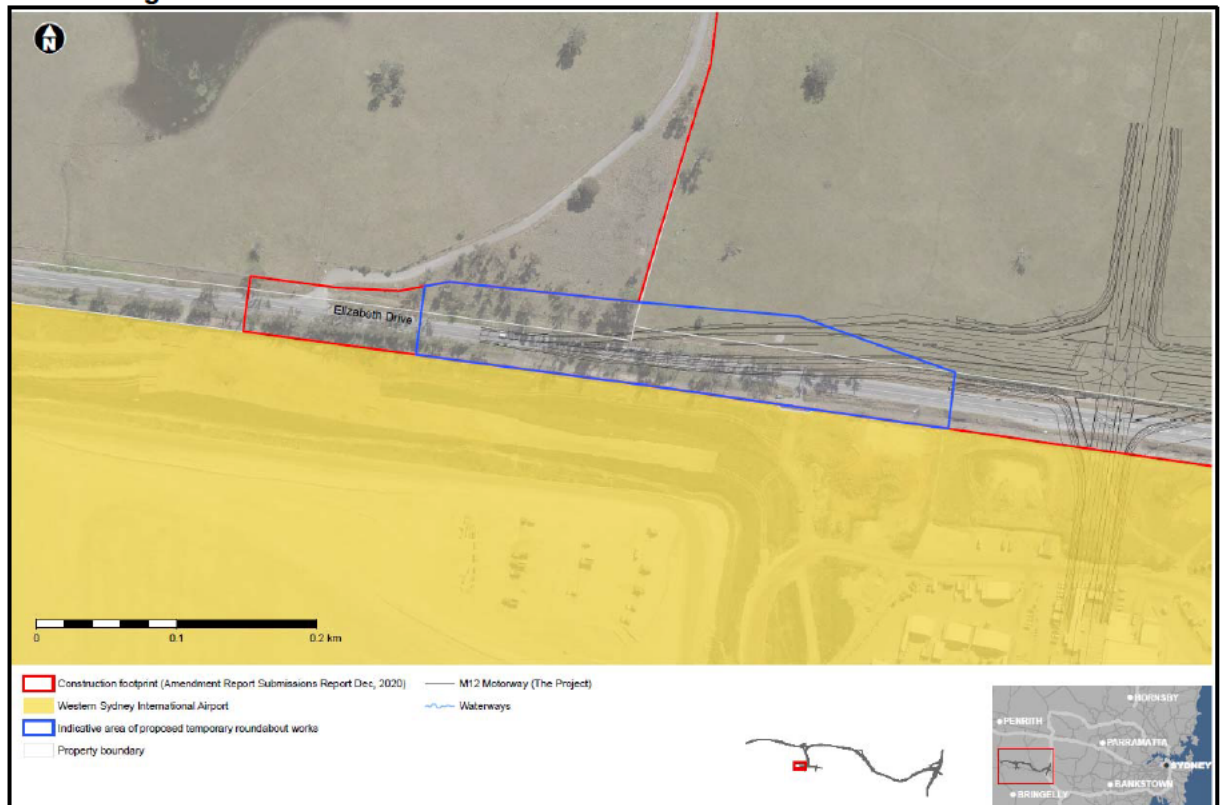 N
Elizabeth Drive
0 0.1 0.2 km
Construction footprint (Amendment Report Submissions Report Dec, 2020)
Western Sydney International Airport
Indicative area of proposed temporary roundabout works
Property boundary
M12 Motorway (The Project)
Waterways
HORNSBY
PENRITH
PARRAMATTA
SYDNEY
BANKSTOWN
BRINGELLY